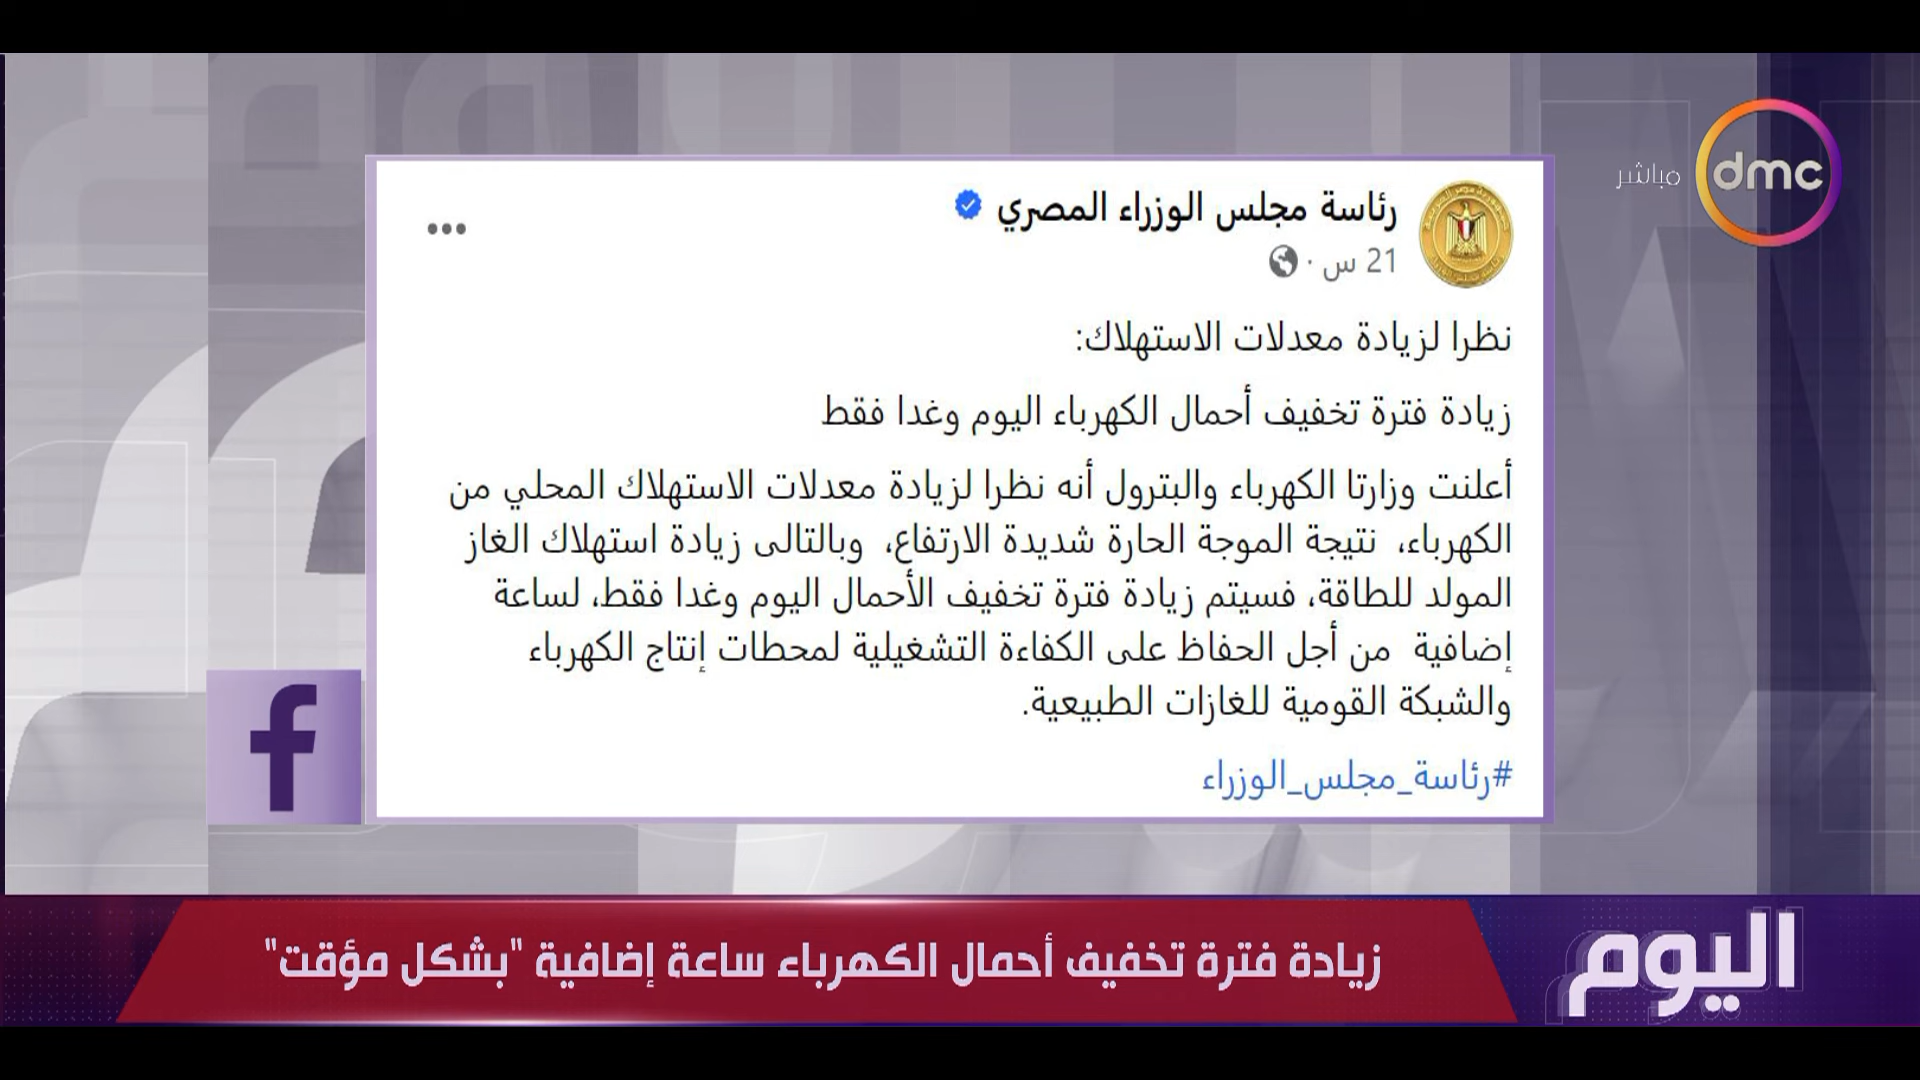 dmc
مباشر
رئاسة مجلس الوزراء المصري
21 س ·
نظرا لزيادة معدلات الاستهلاك:
زيادة فترة تخفيف أحمال الكهرباء اليوم وغدا فقط
أعلنت وزارتا الكهرباء والبترول أنه نظرا لزيادة معدلات الاستهلاك المحلي من
الكهرباء، نتيجة الموجة الحارة شديدة الارتفاع، وبالتالى زيادة استهلاك الغاز
المولد للطاقة، فسيتم زيادة فترة تخفيف الأحمال اليوم وغدا فقط، لساعة
إضافية من أجل الحفاظ على الكفاءة التشغيلية لمحطات إنتاج الكهرباء
والشبكة القومية للغازات الطبيعية.
#رئاسة_مجلس_الوزراء
f
اليوم
زيادة فترة تخفيف أحمال الكهرباء ساعة إضافية "بشكل مؤقت"